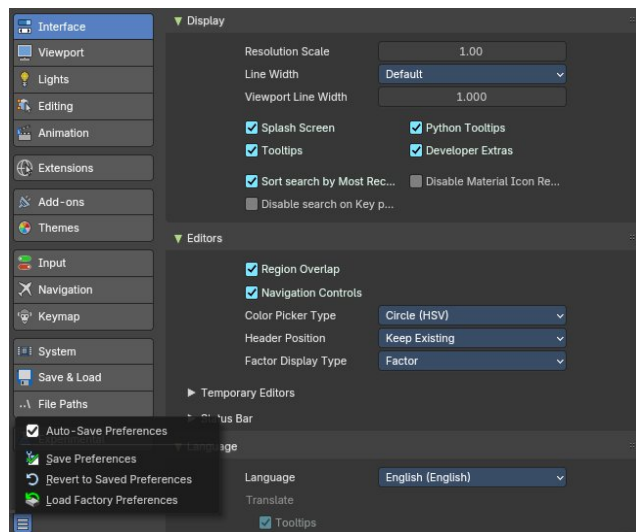 Interface
Viewport
Lights
Editing
Animation
Extensions
Add-ons
Themes
Input
Navigation
Keymap
System
Save & Load
File Paths
Auto-Save Preferences
Save Preferences
Revert to Saved Preferences
Load Factory Preferences
Display
Resolution Scale 1.00
Line Width Default
Viewport Line Width 1.000
Splash Screen Python Tooltips
Tooltips Developer Extras
Sort search by Most Rec... Disable Material Icon Re...
Disable search on Key p...
Editors
Region Overlap
Navigation Controls
Color Picker Type Circle (HSV)
Header Position Keep Existing
Factor Display Type Factor
Temporary Editors
Status Bar
Language
Language English (English)
Translate
Tooltips